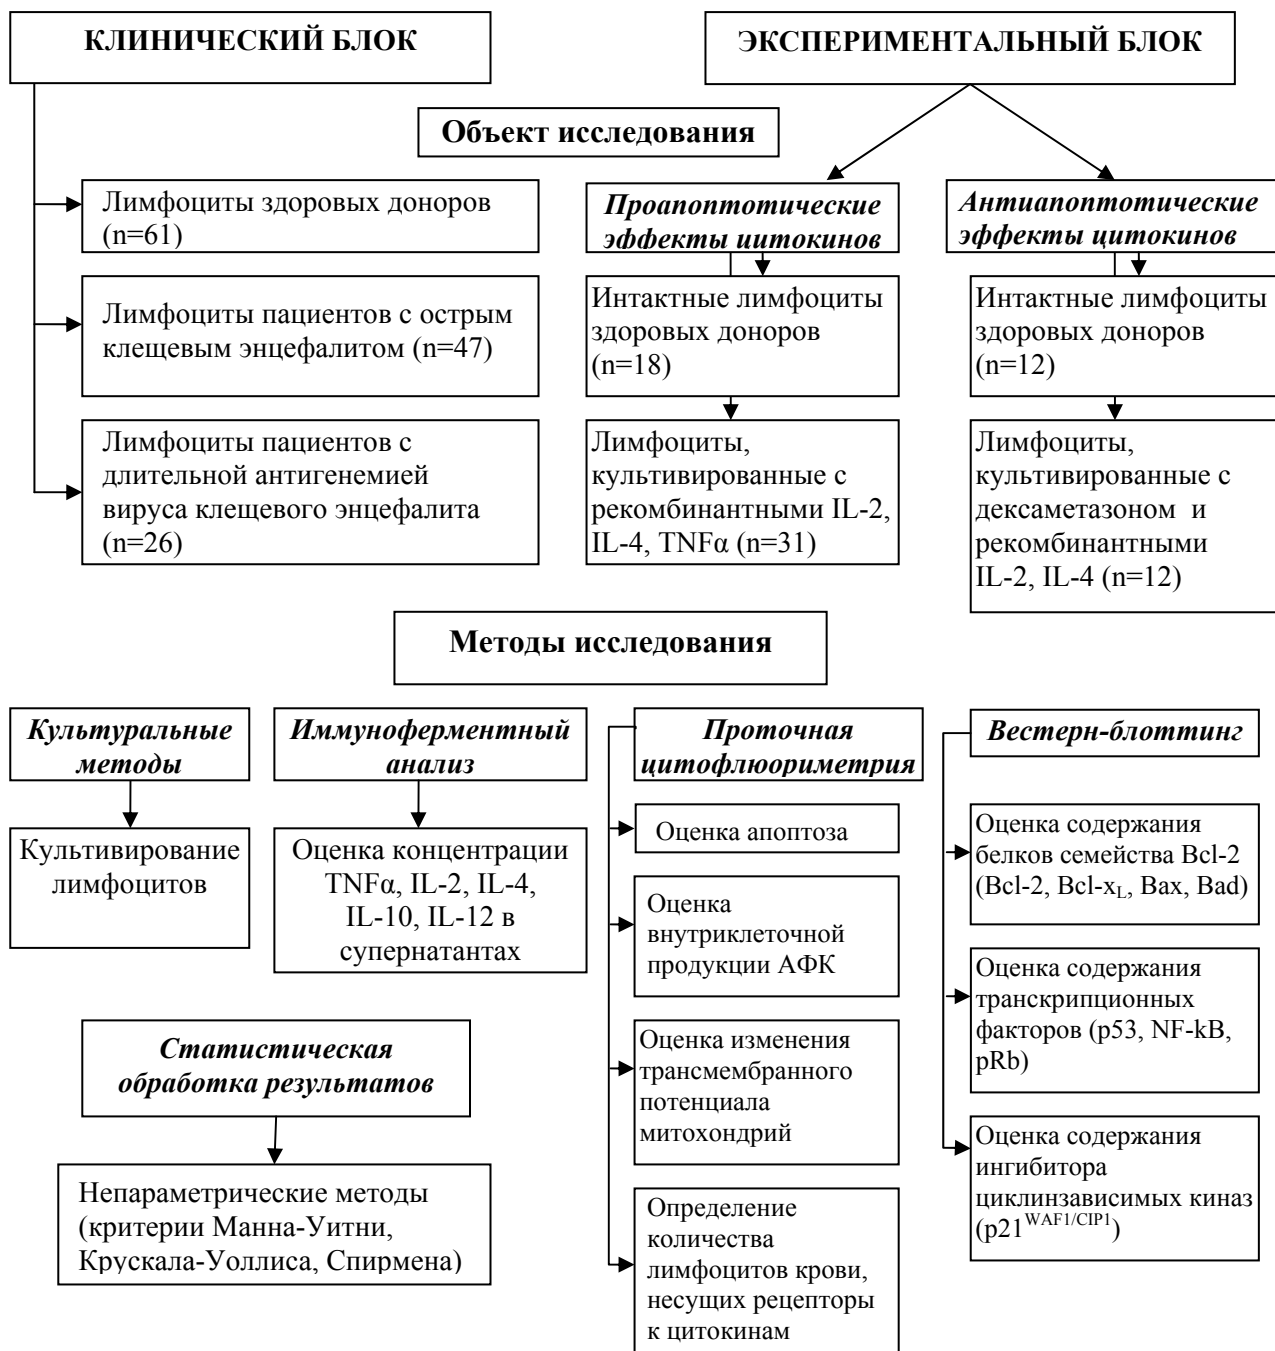 КЛИНИЧЕСКИЙ БЛОК
ЭКСПЕРИМЕНТАЛЬНЫЙ БЛОК
Объект исследования
Лимфоциты здоровых доноров
(n=61)
Лимфоциты пациентов с острым
клещевым энцефалитом (n=47)
Лимфоциты пациентов с
длительной антигенемией
вируса клещевого энцефалита
(n=26)
Проапоптотические
эффекты цитокинов
Интактные лимфоциты
здоровых доноров
(n=18)
Лимфоциты,
культивированные с
рекомбинантными IL-2,
IL-4, TNFα (n=31)
Антиапоптотические
эффекты цитокинов
Интактные лимфоциты
здоровых доноров
(n=12)
Лимфоциты,
культивированные с
дексаметазоном и
рекомбинантными
IL-2, IL-4 (n=12)
Методы исследования
Культуральные
методы
Культивирование
лимфоцитов
Иммуноферментный
анализ
Оценка концентрации
TNFα, IL-2, IL-4,
IL-10, IL-12 в
супернатантах
Статистическая
обработка результатов
Непараметрические методы
(критерии Манна-Уитни,
Крускала-Уоллиса, Спирмена)
Проточная
цитофлюориметрия
Оценка апоптоза
Оценка
внутриклеточной
продукции АФК
Оценка изменения
трансмембранного
потенциала
митохондрий
Определение
количества
лимфоцитов крови,
несущих рецепторы
к цитокинам
Вестерн-блоттинг
Оценка содержания
белков семейства Bcl-2
(Bcl-2, Bcl-xL, Bax, Bad)
Оценка содержания
транскрипционных
факторов (p53, NF-kB,
pRb)
Оценка содержания
ингибитора
циклинзависимых киназ
(p21WAF1/CIP1)